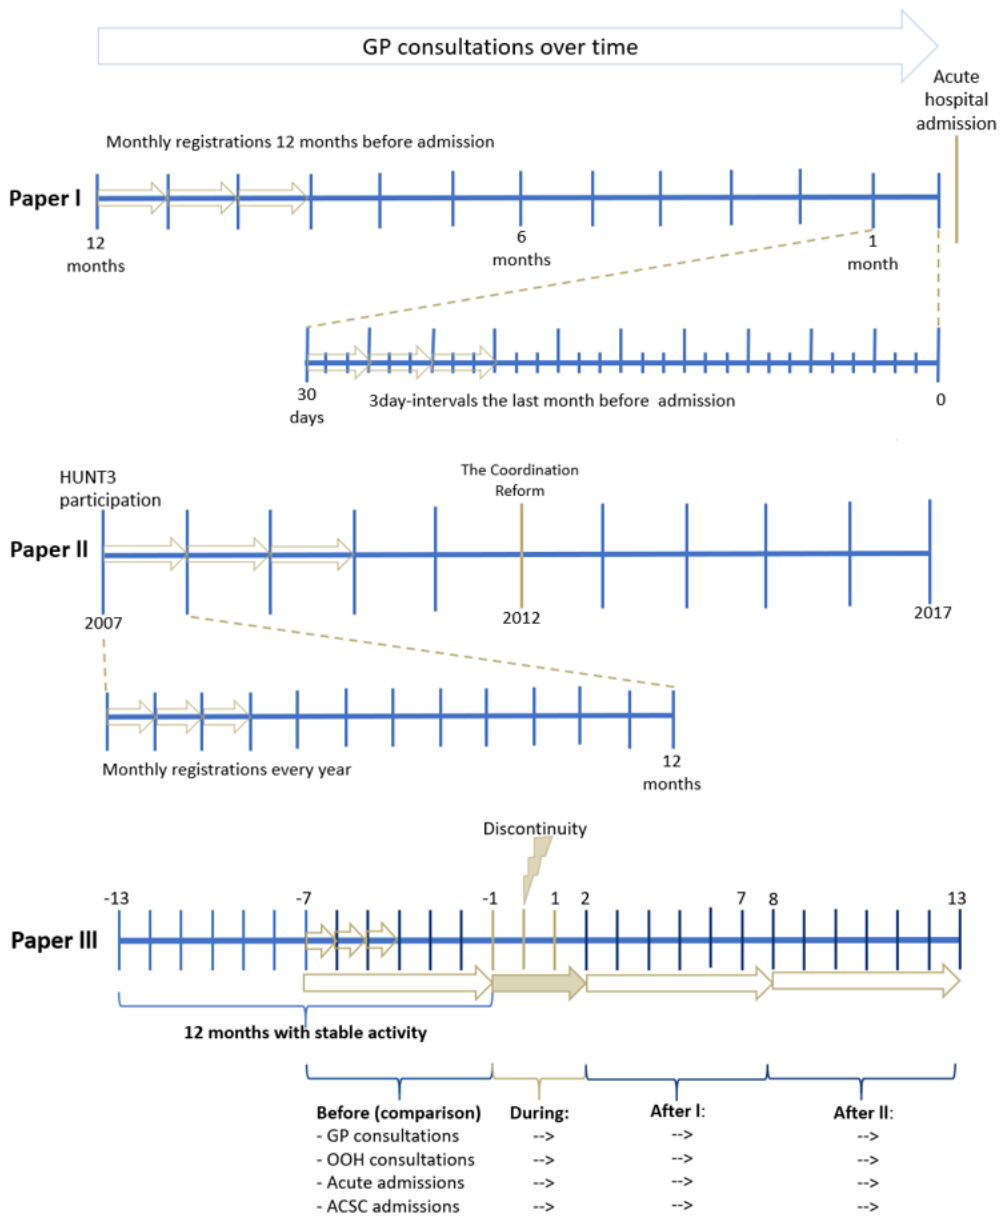 GP consultations over time
Acute
hospital
admission
Monthly registrations 12 months before admission
Paper I
12
months
6
months
1
month
30
days
3day-intervals the last month before admission
0
HUNT3
participation
The Coordination
Reform
Paper II
2007
2012
2017
Monthly registrations every year
12
months
Discontinuity
-13 -7 -1 1 2 7 8 13
Paper III
12 months with stable activity
Before (comparison) During: After I: After II:
- GP consultations --> --> -->
- OOH consultations --> --> -->
- Acute admissions --> --> -->
- ACSC admissions --> --> -->